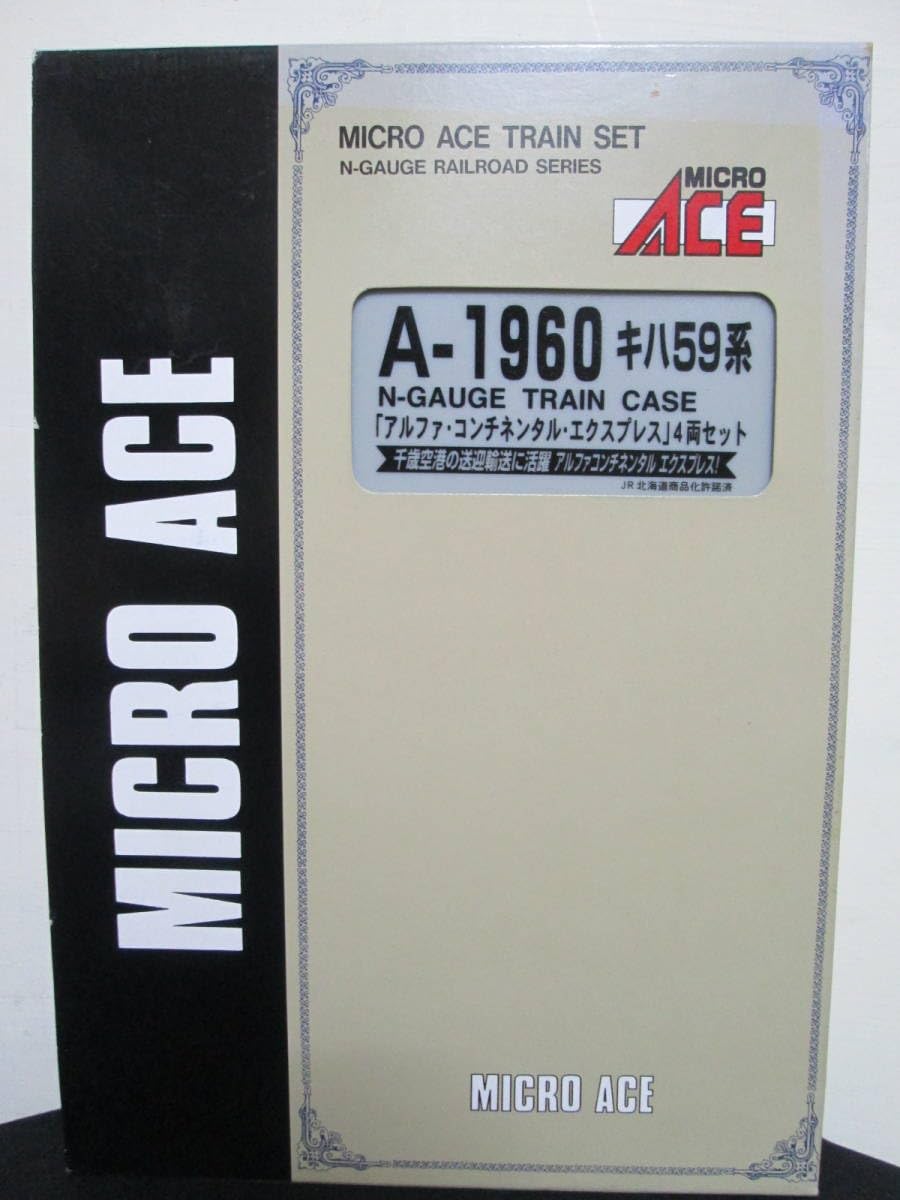 MICRO ACE
MICRO ACE TRAIN SET
N-GAUGE RAILROAD SERIES
MICRO
ACE
A-1960 キハ59系
N-GAUGE TRAIN CASE
「アルファ・コンチネンタル・エクスプレス」4両セット
千歳空港の送迎輸送に活躍 アルファコンチネンタル エクスプレス!
JR北海道商品化許諾済
MICRO ACE